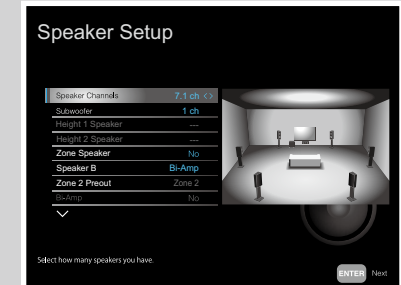 Speaker Setup
Speaker Channels 7.1 ch <>
Subwoofer 1 ch
Height 1 Speaker ---
Height 2 Speaker ---
Zone Speaker No
Speaker B Bi-Amp
Zone 2 Preout Zone 2
Bi-Amp No
Select how many speakers you have.
ENTER Next